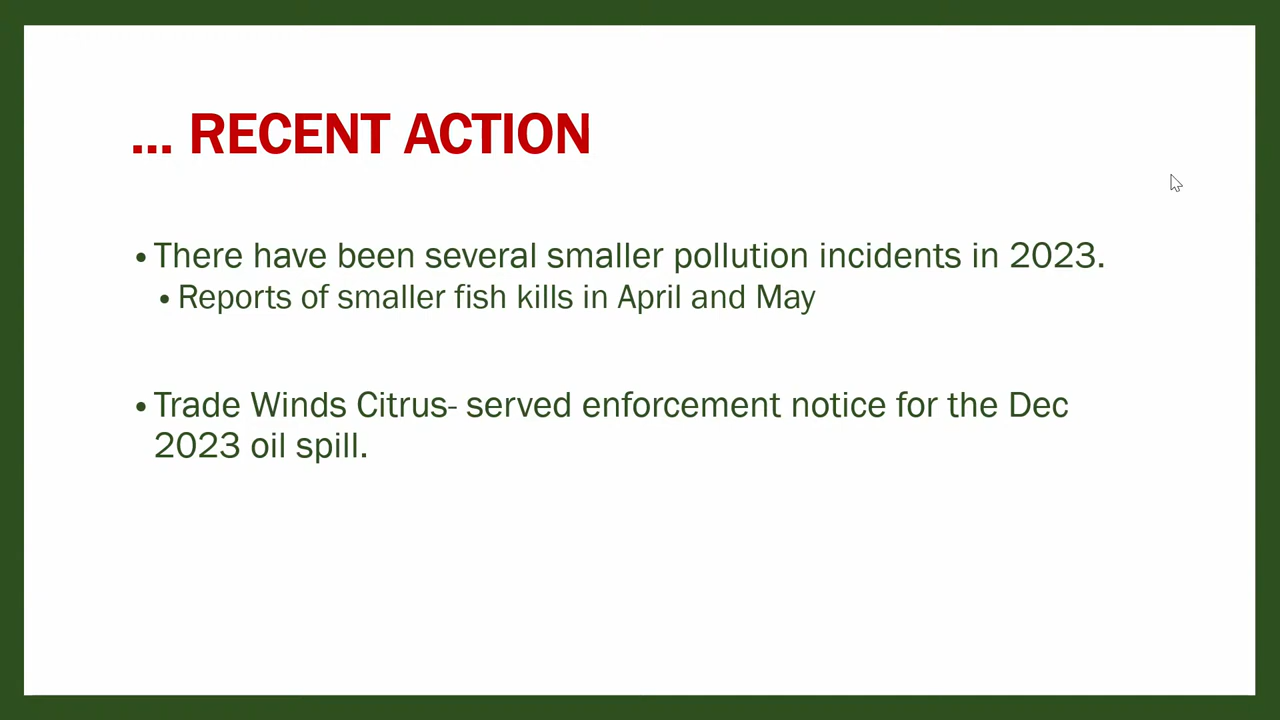 ... RECENT ACTION
• There have been several smaller pollution incidents in 2023.
• Reports of smaller fish kills in April and May
• Trade Winds Citrus- served enforcement notice for the Dec
2023 oil spill.